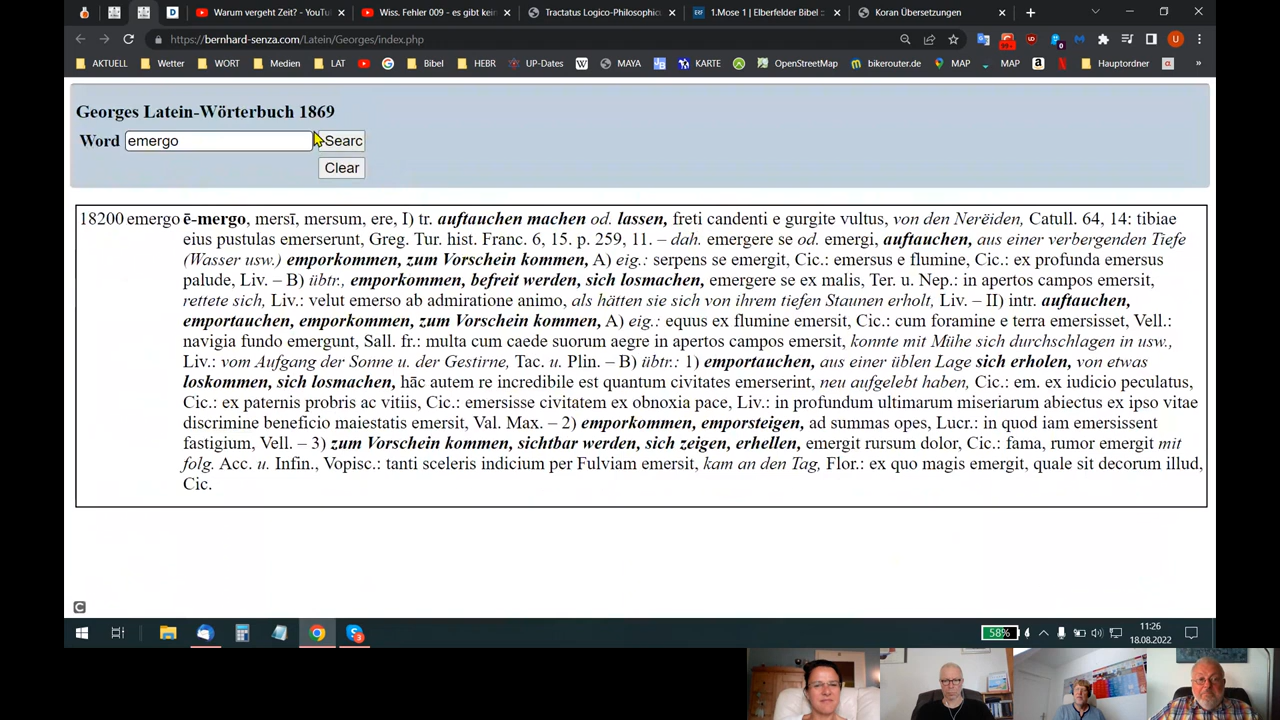 Warum vergeht Zeit? - YouTu
Wiss. Fehler 009 - es gibt kein
Tractatus Logico-Philosophic
1.Mose 1 | Elberfelder Bibel ::
Koran Übersetzungen
https://bernhard-senza.com/Latein/Georges/index.php
AKTUELL Wetter WORT Medien LAT Bibel HEBR UP-Dates MAYA KARTE OpenStreetMap bikerouter.de MAP MAP Hauptordner
Georges Latein-Wörterbuch 1869
Word emergo Searc
Clear
18200 emergo ē-mergo, mersī, mersum, ere, I) tr. auftauchen machen od. lassen, freti candenti e gurgite vultus, von den Nerëiden, Catull. 64, 14: tibiae
eius pustulas emerserunt, Greg. Tur. hist. Franc. 6, 15. p. 259, 11. – dah. emergere se od. emergi, auftauchen, aus einer verbergenden Tiefe
(Wasser usw.) emporkommen, zum Vorschein kommen, A) eig.: serpens se emergit, Cic.: emersus e flumine, Cic.: ex profunda emersus
palude, Liv. – B) übtr., emporkommen, befreit werden, sich losmachen, emergere se ex malis, Ter. u. Nep.: in apertos campos emersit,
rettete sich, Liv.: velut emerso ab admiratione animo, als hätten sie sich von ihrem tiefen Staunen erholt, Liv. – II) intr. auftauchen,
emportauchen, emporkommen, zum Vorschein kommen, A) eig.: equus ex flumine emersit, Cic.: cum foramine e terra emersisset, Vell.:
navigia fundo emergunt, Sall. fr.: multa cum caede suorum aegre in apertos campos emersit, konnte mit Mühe sich durchschlagen in usw.,
Liv.: vom Aufgang der Sonne u. der Gestirne, Tac. u. Plin. – B) übtr.: 1) emportauchen, aus einer üblen Lage sich erholen, von etwas
loskommen, sich losmachen, hāc autem re incredibile est quantum civitates emerserint, neu aufgelebt haben, Cic.: em. ex iudicio peculatus,
Cic.: ex paternis probris ac vitiis, Cic.: emersisse civitatem ex obnoxia pace, Liv.: in profundum ultimarum miseriarum abiectus ex ipso vitae
discrimine beneficio maiestatis emersit, Val. Max. – 2) emporkommen, emporsteigen, ad summas opes, Lucr.: in quod iam emersissent
fastigium, Vell. – 3) zum Vorschein kommen, sichtbar werden, sich zeigen, erhellen, emergit rursum dolor, Cic.: fama, rumor emergit mit
folg. Acc. u. Infin., Vopisc.: tanti sceleris indicium per Fulviam emersit, kam an den Tag, Flor.: ex quo magis emergit, quale sit decorum illud,
Cic.
58%
11:26
18.08.2022